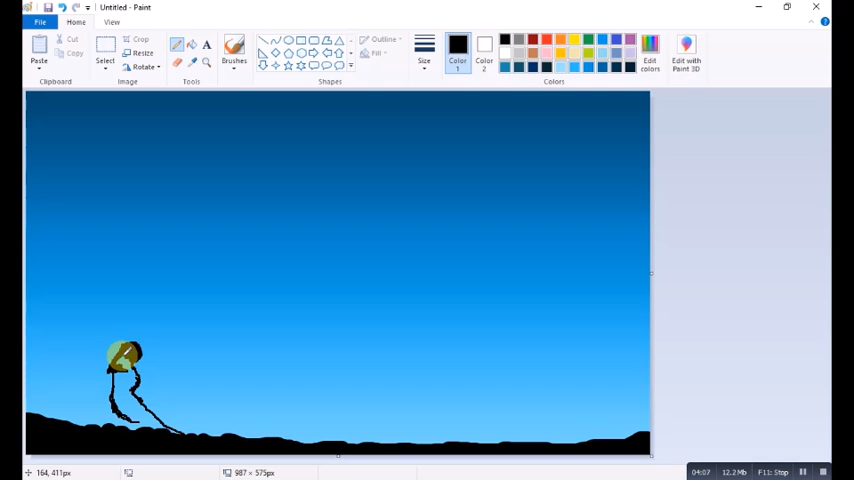 Untitled - Paint
File
Home
View
Paste
Cut
Copy
Clipboard
Select
Crop
Resize
Rotate
Image
A
Tools
Brushes
Outline
Fill
Shapes
Size
Color
1
Color
2
Edit
colors
Colors
Edit with
Paint 3D
164, 411px
987 × 575px
04:07
12.2 Mb
F11: Stop